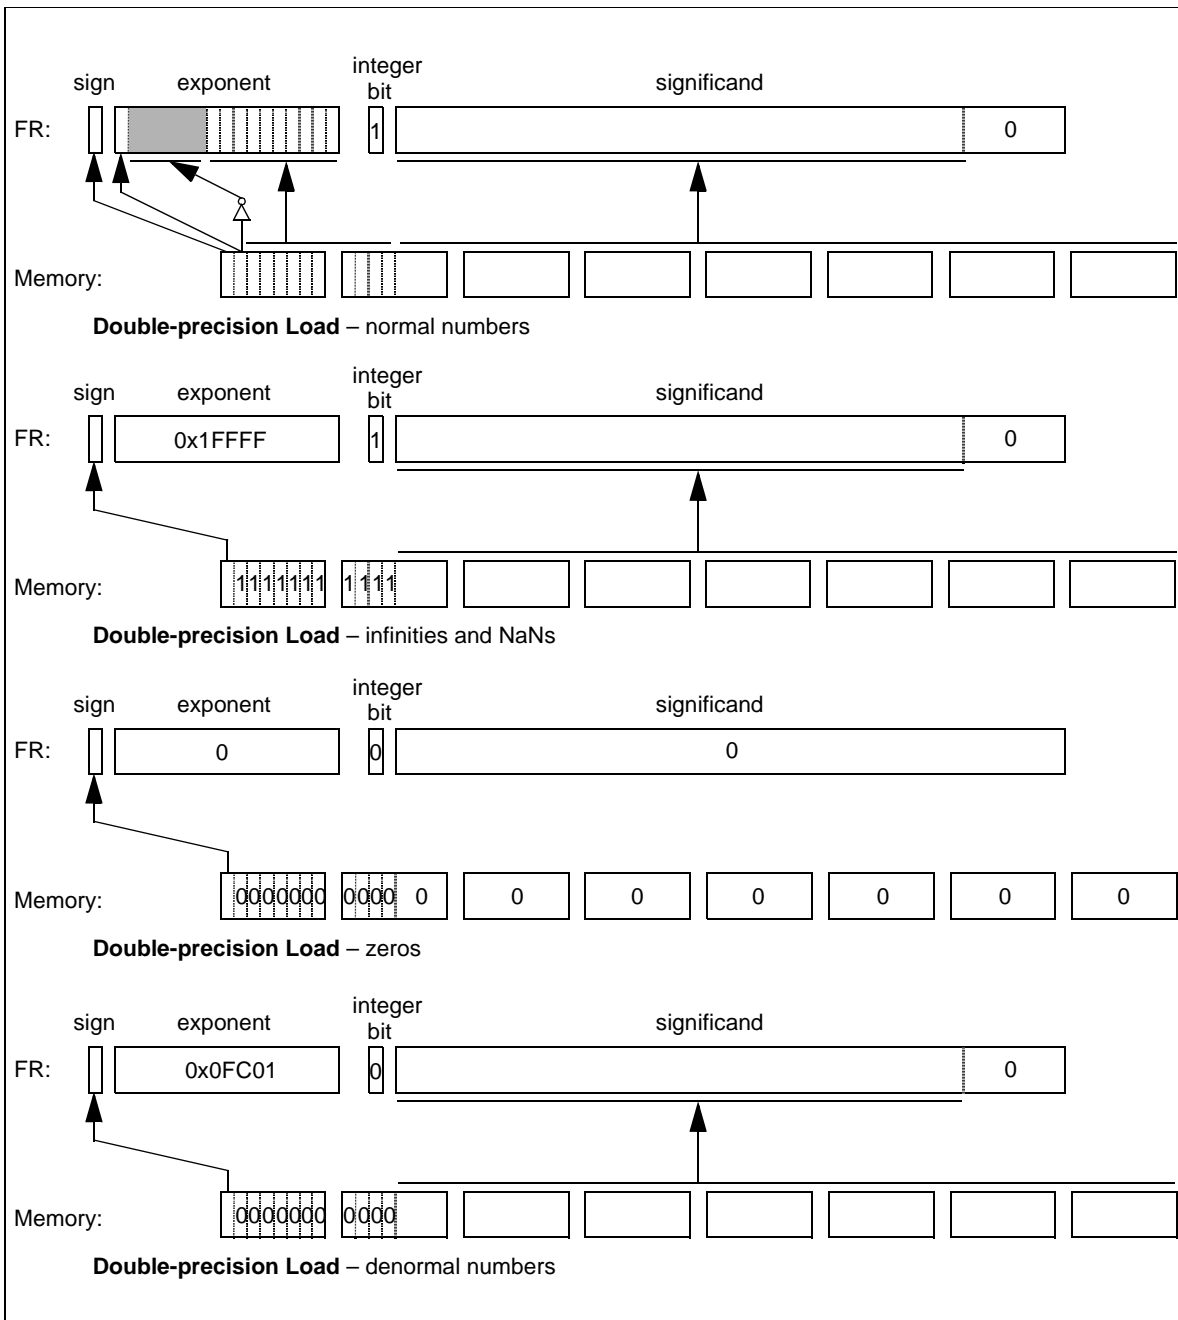 integer
sign exponent bit significand
FR: 1 0
Memory:
Double-precision Load – normal numbers
integer
sign exponent bit significand
FR: 0x1FFFF 1 0
Memory: 1111111 1111
Double-precision Load – infinities and NaNs
integer
sign exponent bit significand
FR: 0 0 0
Memory: 0000000 0000 0 0 0 0 0 0 0
Double-precision Load – zeros
integer
sign exponent bit significand
FR: 0x0FC01 0 0
Memory: 0000000 0000
Double-precision Load – denormal numbers